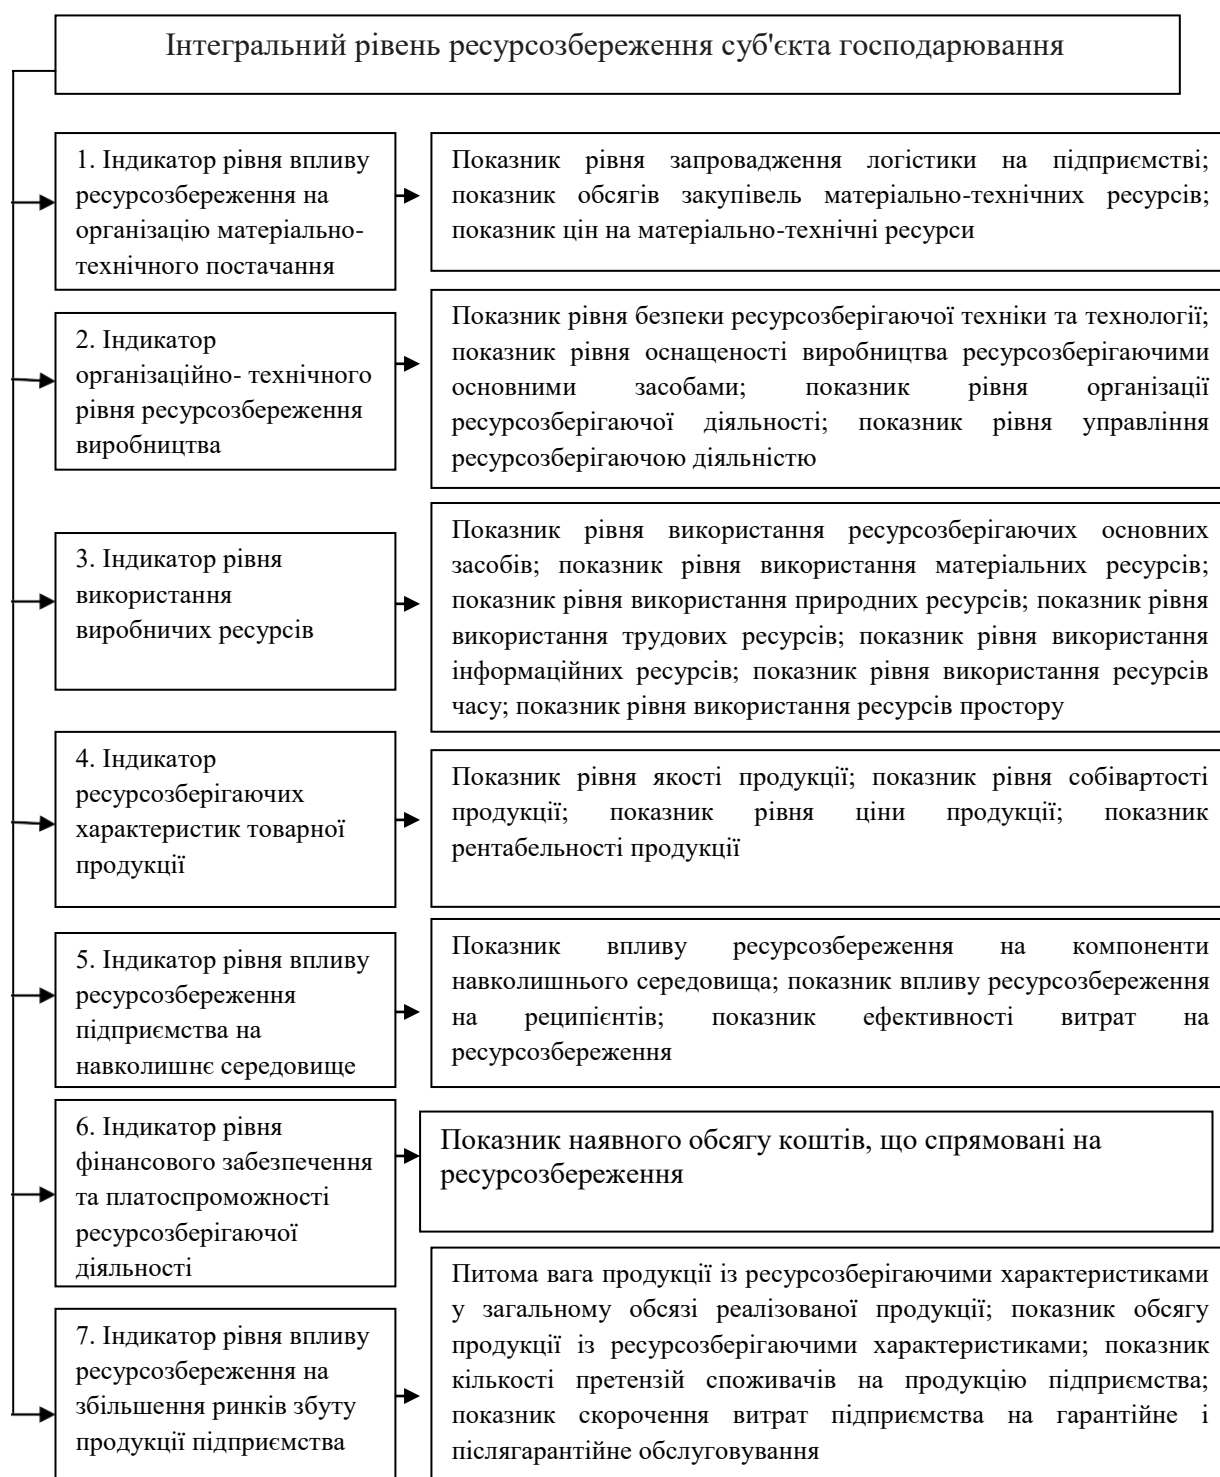 Інтегральний рівень ресурсозбереження суб'єкта господарювання
1. Індикатор рівня впливу
ресурсозбереження на
організацію матеріально-
технічного постачання
Показник рівня запровадження логістики на підприємстві;
показник обсягів закупівель матеріально-технічних ресурсів;
показник цін на матеріально-технічні ресурси
2. Індикатор
організаційно- технічного
рівня ресурсозбереження
виробництва
Показник рівня безпеки ресурсозберігаючої техніки та технології;
показник рівня оснащеності виробництва ресурсозберігаючими
основними засобами; показник рівня організації
ресурсозберігаючої діяльності; показник рівня управління
ресурсозберігаючою діяльністю
3. Індикатор рівня
використання
виробничих ресурсів
Показник рівня використання ресурсозберігаючих основних
засобів; показник рівня використання матеріальних ресурсів;
показник рівня використання природних ресурсів; показник рівня
використання трудових ресурсів; показник рівня використання
інформаційних ресурсів; показник рівня використання ресурсів
часу; показник рівня використання ресурсів простору
4. Індикатор
ресурсозберігаючих
характеристик товарної
продукції
Показник рівня якості продукції; показник рівня собівартості
продукції; показник рівня ціни продукції; показник
рентабельності продукції
5. Індикатор рівня впливу
ресурсозбереження
підприємства на
навколишнє середовище
Показник впливу ресурсозбереження на компоненти
навколишнього середовища; показник впливу ресурсозбереження
на реципієнтів; показник ефективності витрат на
ресурсозбереження
6. Індикатор рівня
фінансового забезпечення
та платоспроможності
ресурсозберігаючої
діяльності
Показник наявного обсягу коштів, що спрямовані на
ресурсозбереження
7. Індикатор рівня впливу
ресурсозбереження на
збільшення ринків збуту
продукції підприємства
Питома вага продукції із ресурсозберігаючими характеристиками
у загальному обсязі реалізованої продукції; показник обсягу
продукції із ресурсозберігаючими характеристиками; показник
кількості претензій споживачів на продукцію підприємства;
показник скорочення витрат підприємства на гарантійне і
післягарантійне обслуговування